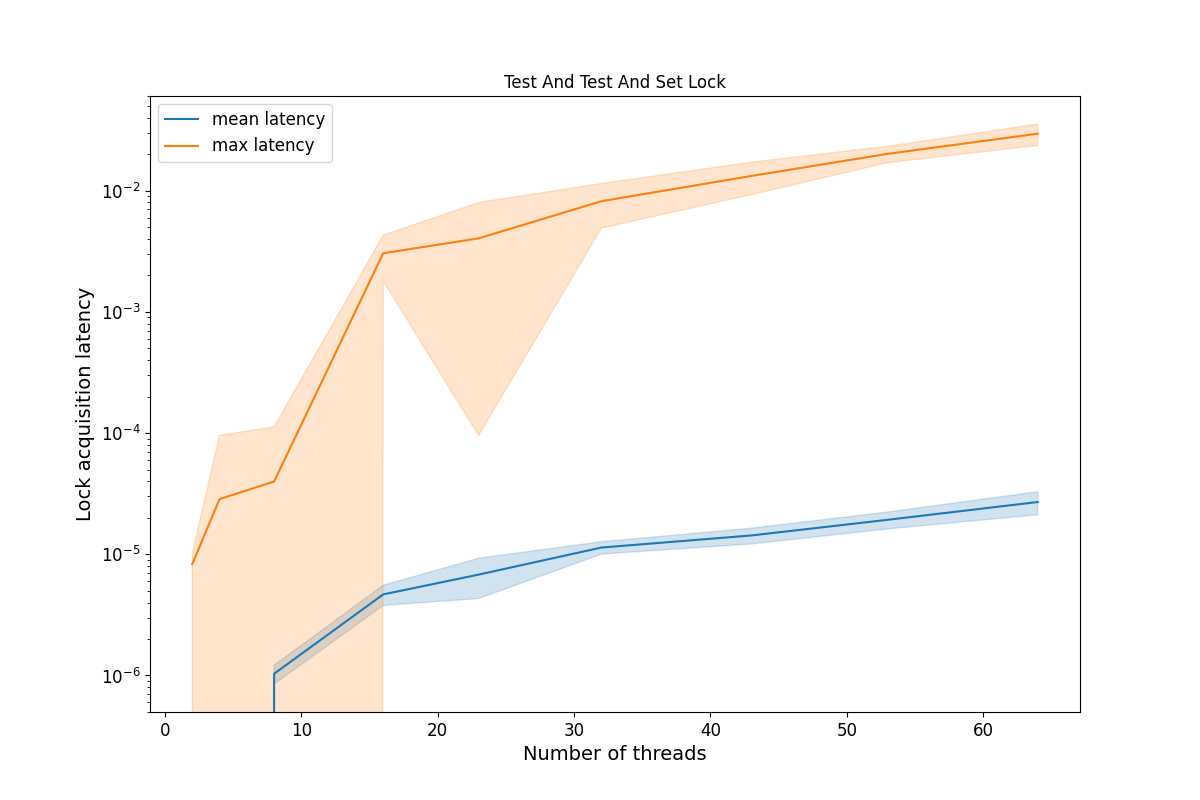 Test And Test And Set Lock
mean latency
max latency
Lock acquisition latency
10⁻²
10⁻³
10⁻⁴
10⁻⁵
10⁻⁶
0 10 20 30 40 50 60
Number of threads